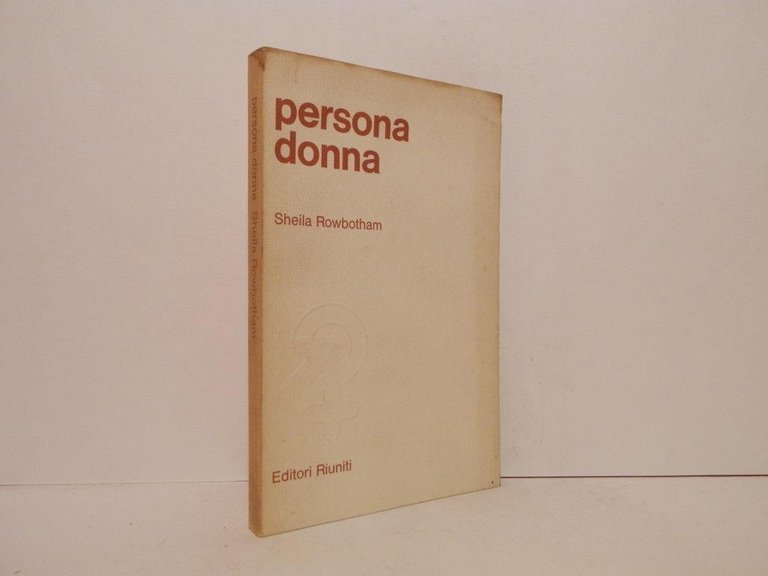 persona
donna
Sheila Rowbotham
Editori Riuniti
persona donna Sheila Rowbotham